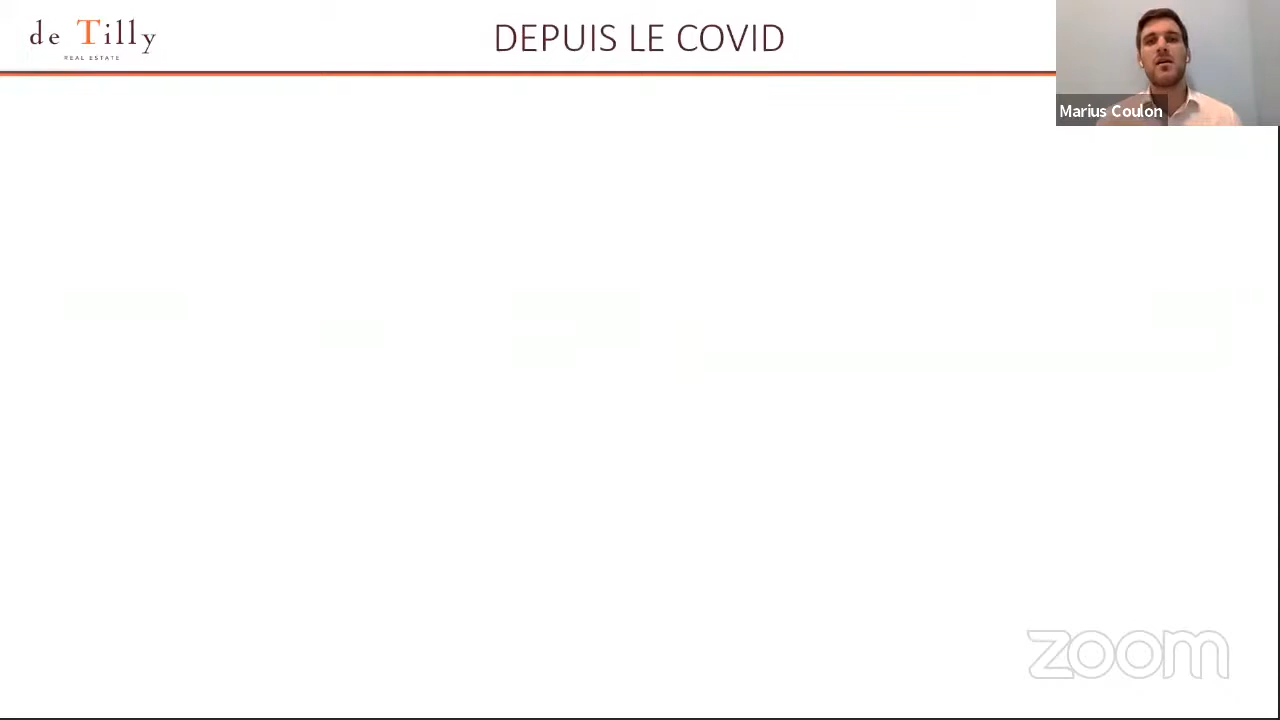 de Tilly
REAL ESTATE
DEPUIS LE COVID
Marius Coulon
zoom